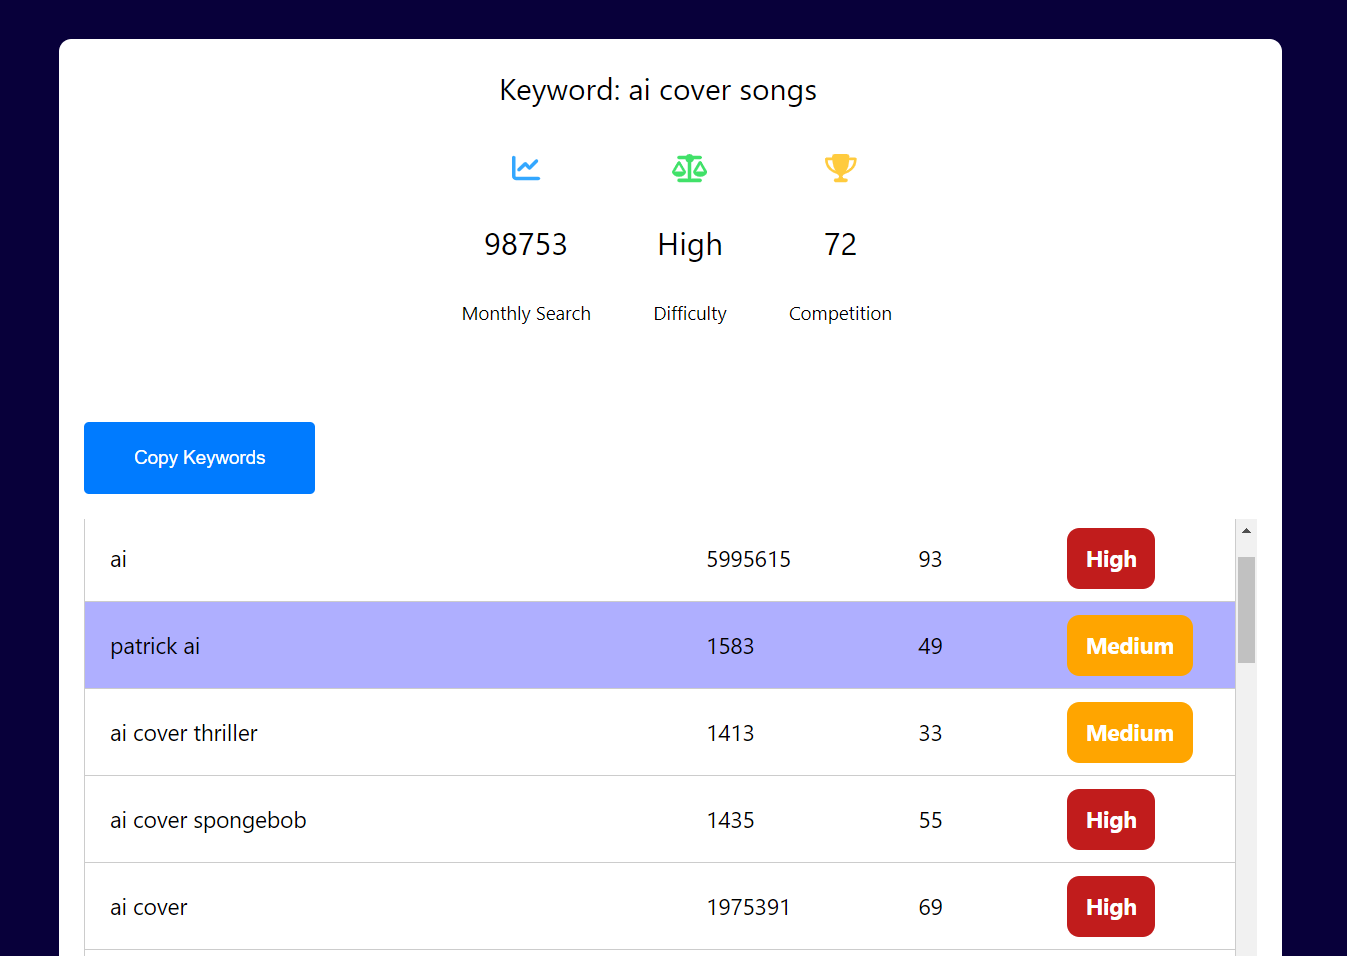 Keyword: ai cover songs
98753 High 72
Monthly Search Difficulty Competition
Copy Keywords
ai 5995615 93 High
patrick ai 1583 49 Medium
ai cover thriller 1413 33 Medium
ai cover spongebob 1435 55 High
ai cover 1975391 69 High